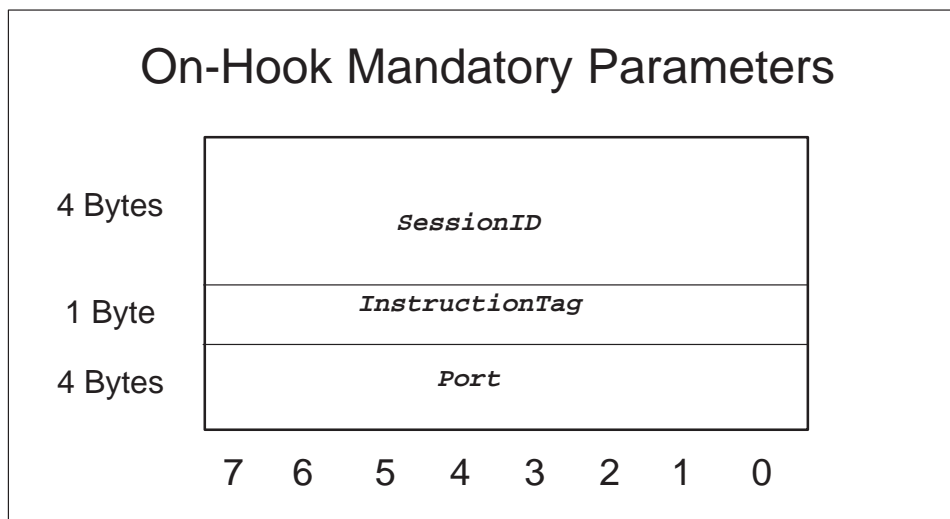 On-Hook Mandatory Parameters
4 Bytes
SessionID
1 Byte
InstructionTag
4 Bytes
Port
7 6 5 4 3 2 1 0